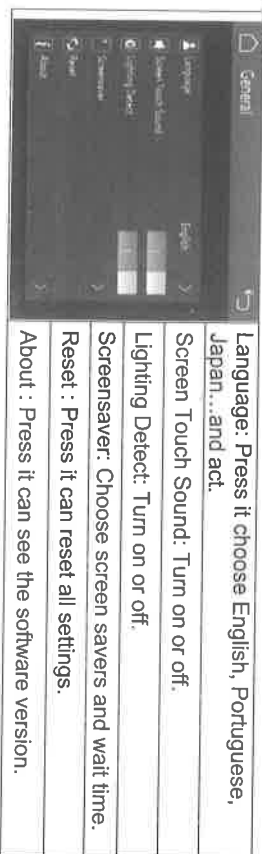 General
Language English
Screen Touch Sound
Lighting Detect
Screensaver
Reset
About
Language: Press it choose English, Portuguese,
Japan…and act.
Screen Touch Sound: Turn on or off.
Lighting Detect: Turn on or off.
Screensaver: Choose screen savers and wait time.
Reset : Press it can reset all settings.
About : Press it can see the software version.